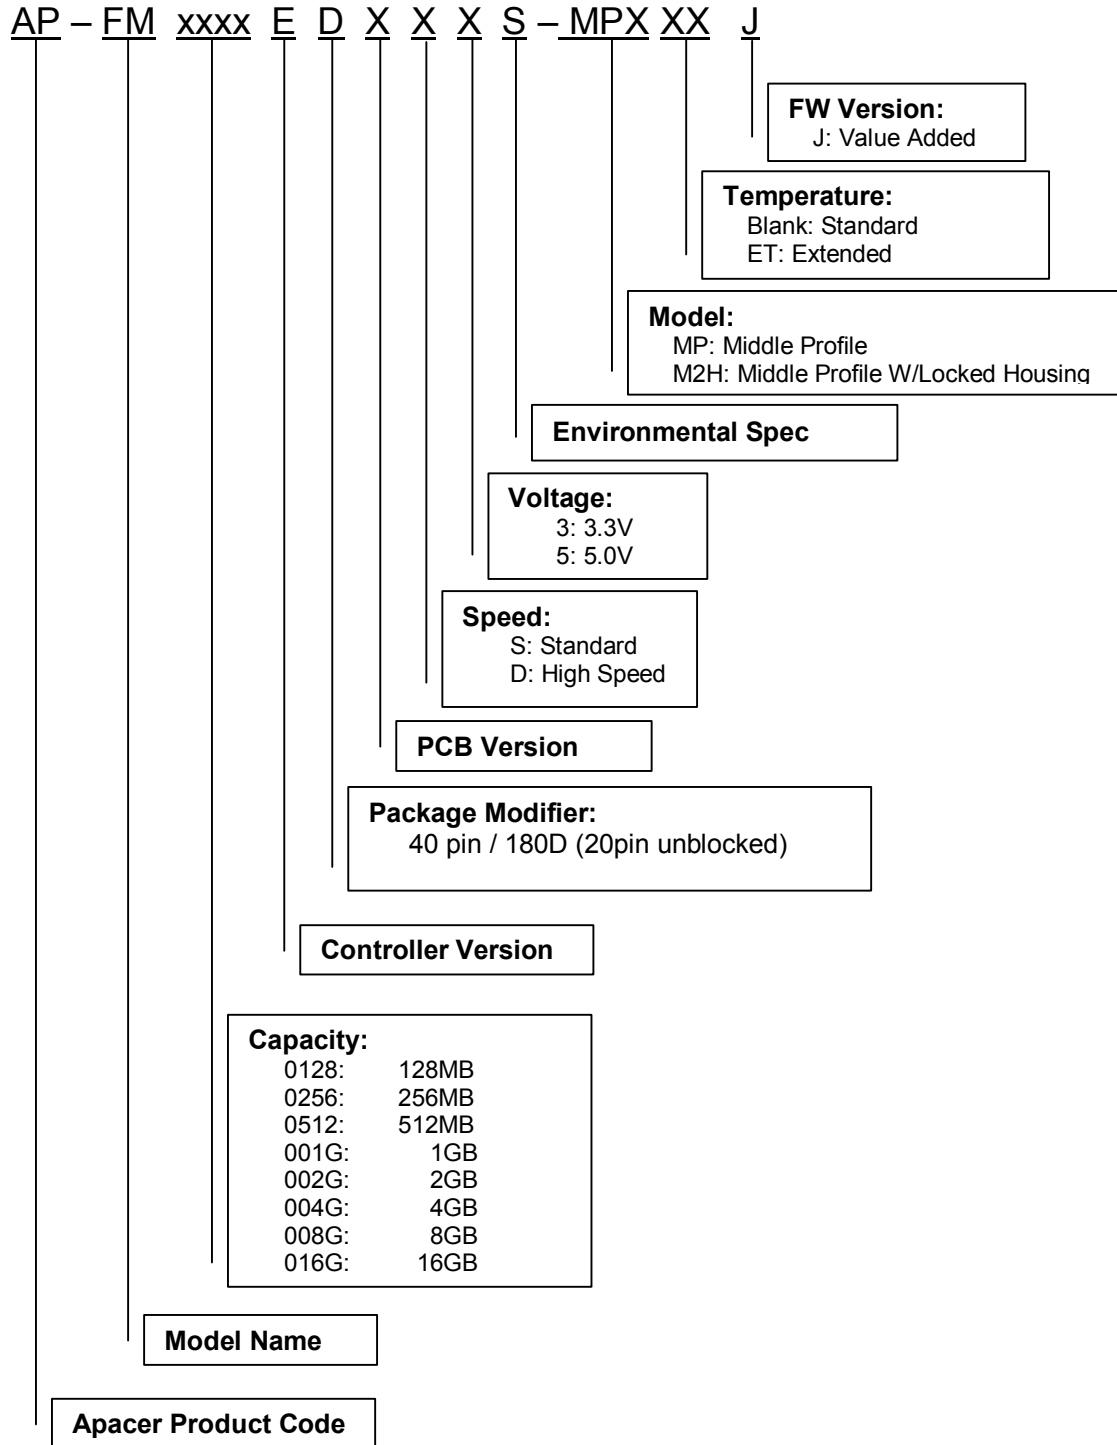 AP – FM xxxx E D X X X S – MPX XX J
FW Version:
J: Value Added
Temperature:
Blank: Standard
ET: Extended
Model:
MP: Middle Profile
M2H: Middle Profile W/Locked Housing
Environmental Spec
Voltage:
3: 3.3V
5: 5.0V
Speed:
S: Standard
D: High Speed
PCB Version
Package Modifier:
40 pin / 180D (20pin unblocked)
Controller Version
Capacity:
0128: 128MB
0256: 256MB
0512: 512MB
001G: 1GB
002G: 2GB
004G: 4GB
008G: 8GB
016G: 16GB
Model Name
Apacer Product Code